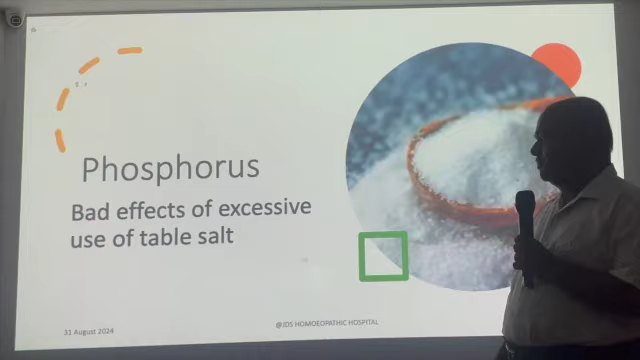 Phosphorus
Bad effects of excessive
use of table salt
31 August 2024
@JDS HOMOEOPATHIC HOSPITAL